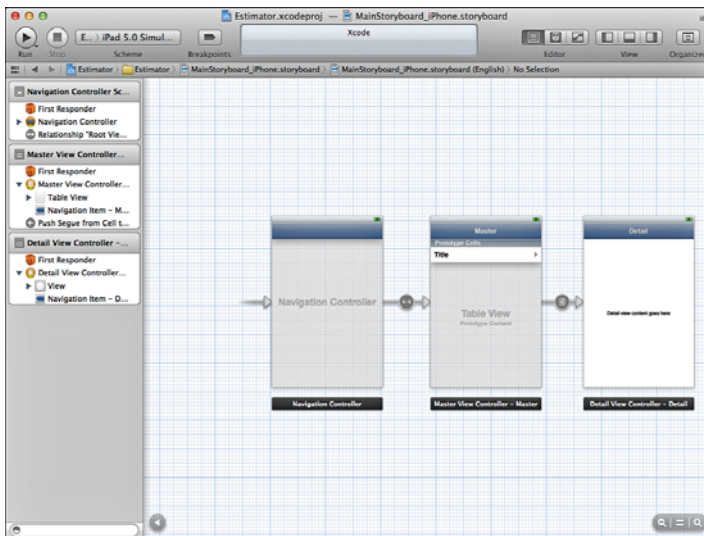 Estimator.xcodeproj — MainStoryboard_iPhone.storyboard
E... ⟩ iPad 5.0 Simul...
Xcode
Run Stop Scheme Breakpoints Editor View Organizer
Estimator ⟩ Estimator ⟩ MainStoryboard_iPhone.storyboard ⟩ MainStoryboard_iPhone.storyboard (English) ⟩ No Selection
Navigation Controller Sc...
First Responder
Navigation Controller
Relationship "Root Vie...
Master View Controller...
First Responder
Master View Controller...
Table View
Navigation Item – M...
Push Segue from Cell t...
Detail View Controller –...
First Responder
Detail View Controller...
View
Navigation Item – D...
Navigation Controller
Navigation Controller
Master
Prototype Cells
Title
Table View
Prototype Content
Master View Controller – Master
Detail
Detail view content goes here
Detail View Controller – Detail